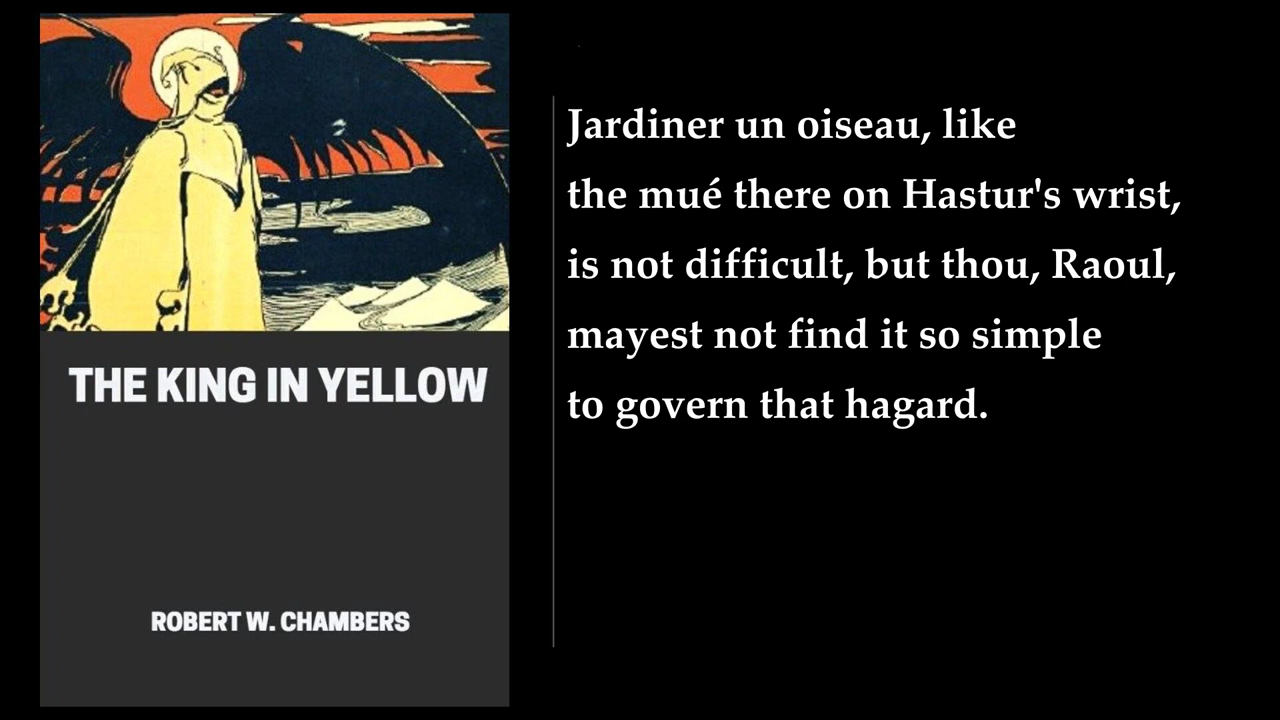 THE KING IN YELLOW
ROBERT W. CHAMBERS
Jardiner un oiseau, like
the mué there on Hastur's wrist,
is not difficult, but thou, Raoul,
mayest not find it so simple
to govern that hagard.